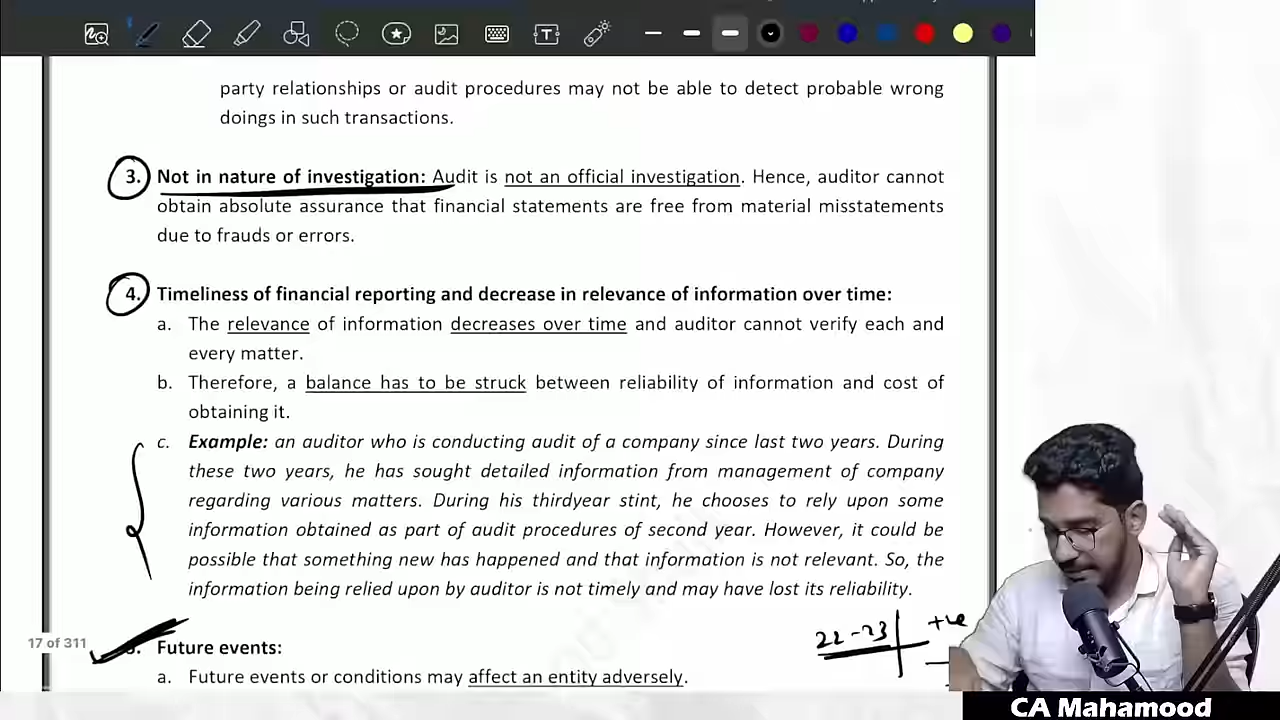 party relationships or audit procedures may not be able to detect probable wrong
doings in such transactions.
3. Not in nature of investigation: Audit is not an official investigation. Hence, auditor cannot
obtain absolute assurance that financial statements are free from material misstatements
due to frauds or errors.
4. Timeliness of financial reporting and decrease in relevance of information over time:
a. The relevance of information decreases over time and auditor cannot verify each and
every matter.
b. Therefore, a balance has to be struck between reliability of information and cost of
obtaining it.
c. Example: an auditor who is conducting audit of a company since last two years. During
these two years, he has sought detailed information from management of company
regarding various matters. During his thirdyear stint, he chooses to rely upon some
information obtained as part of audit procedures of second year. However, it could be
possible that something new has happened and that information is not relevant. So, the
information being relied upon by auditor is not timely and may have lost its reliability.
22-23 +ve
17 of 311
Future events:
a. Future events or conditions may affect an entity adversely.
CA Mahamood